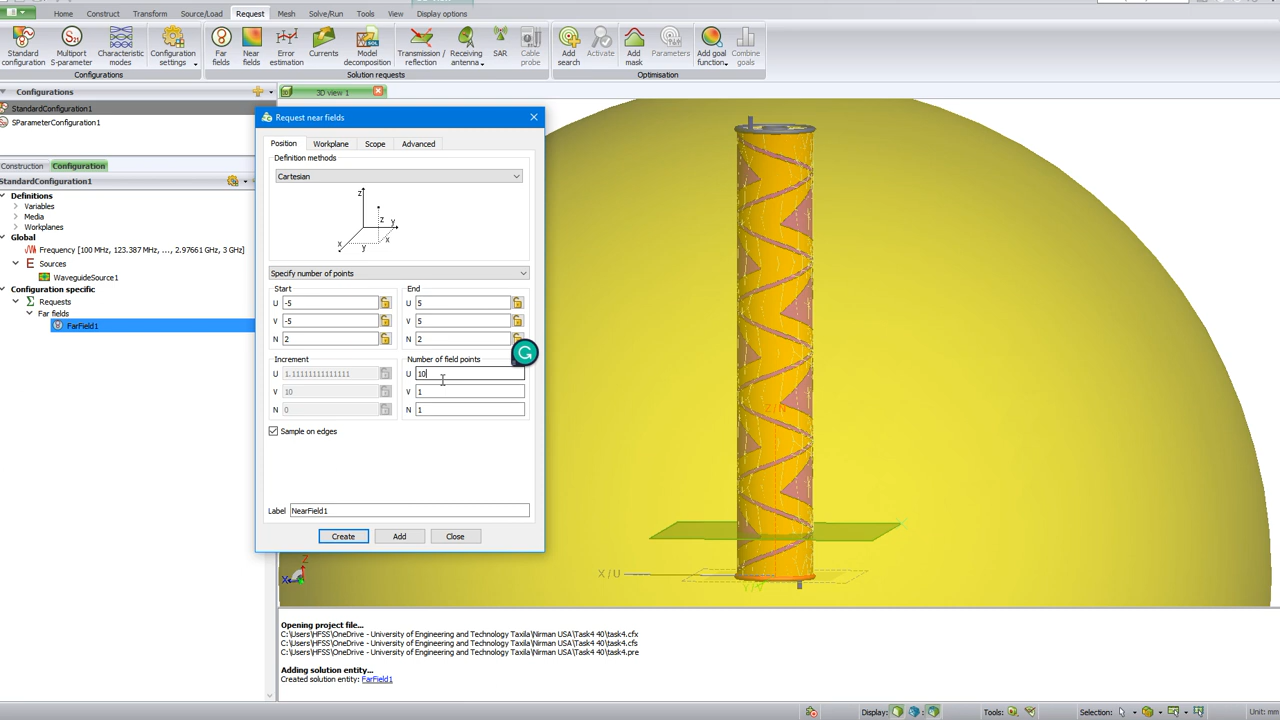 Home Construct Transform Source/Load Request Mesh Solve/Run Tools View Display options
Standard configuration
Multiport S-parameter
Characteristic modes
Configuration settings
Far fields
Near fields
Error estimation
Currents
Model decomposition
Transmission / reflection
Receiving antenna
SAR
Cable probe
Add search
Activate
Add mask
Parameters
Add goal function
Combine goals
Configurations Solution requests Optimisation
Configurations
StandardConfiguration1
SParameterConfiguration1
Construction Configuration
StandardConfiguration1
Definitions
Variables
Media
Workplanes
Global
Frequency [100 MHz, 123.387 MHz, ..., 2.97661 GHz, 3 GHz]
Sources
WaveguideSource1
Configuration specific
Requests
Far fields
FarField1
3D view 1
Request near fields
Position Workplane Scope Advanced
Definition methods
Cartesian
z
z y
x x
y
Specify number of points
Start End
U -5 U 5
V -5 V 5
N 2 N 2
Increment Number of field points
U 1.11111111111111 U 10
V 10 V 1
N 0 N 1
Sample on edges
Label NearField1
Create Add Close
Z/N
X / U
X
Z
Opening project file...
C:\Users\HFSS\OneDrive - University of Engineering and Technology Taxila\Nirman USA\Task4 40\task4.cfx
C:\Users\HFSS\OneDrive - University of Engineering and Technology Taxila\Nirman USA\Task4 40\task4.cfs
C:\Users\HFSS\OneDrive - University of Engineering and Technology Taxila\Nirman USA\Task4 40\task4.pre
Adding solution entity...
Created solution entity: FarField1
Display: Tools: Selection: Unit: mm